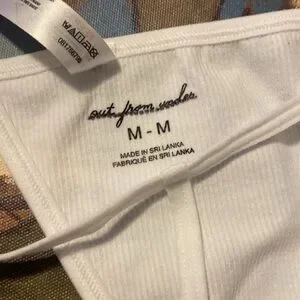 out from under
M - M
MADE IN SRI LANKA
FABRIQUÉ EN SRI LANKA